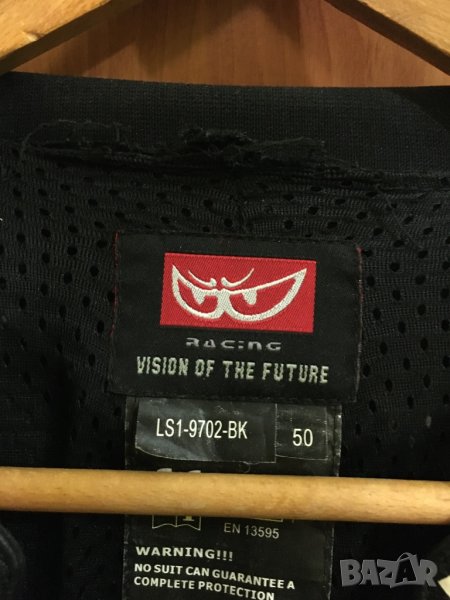 RACING
VISION OF THE FUTURE
LS1-9702-BK 50
EN 13595
WARNING!!!
NO SUIT CAN GUARANTEE A
COMPLETE PROTECTION
BAZAR